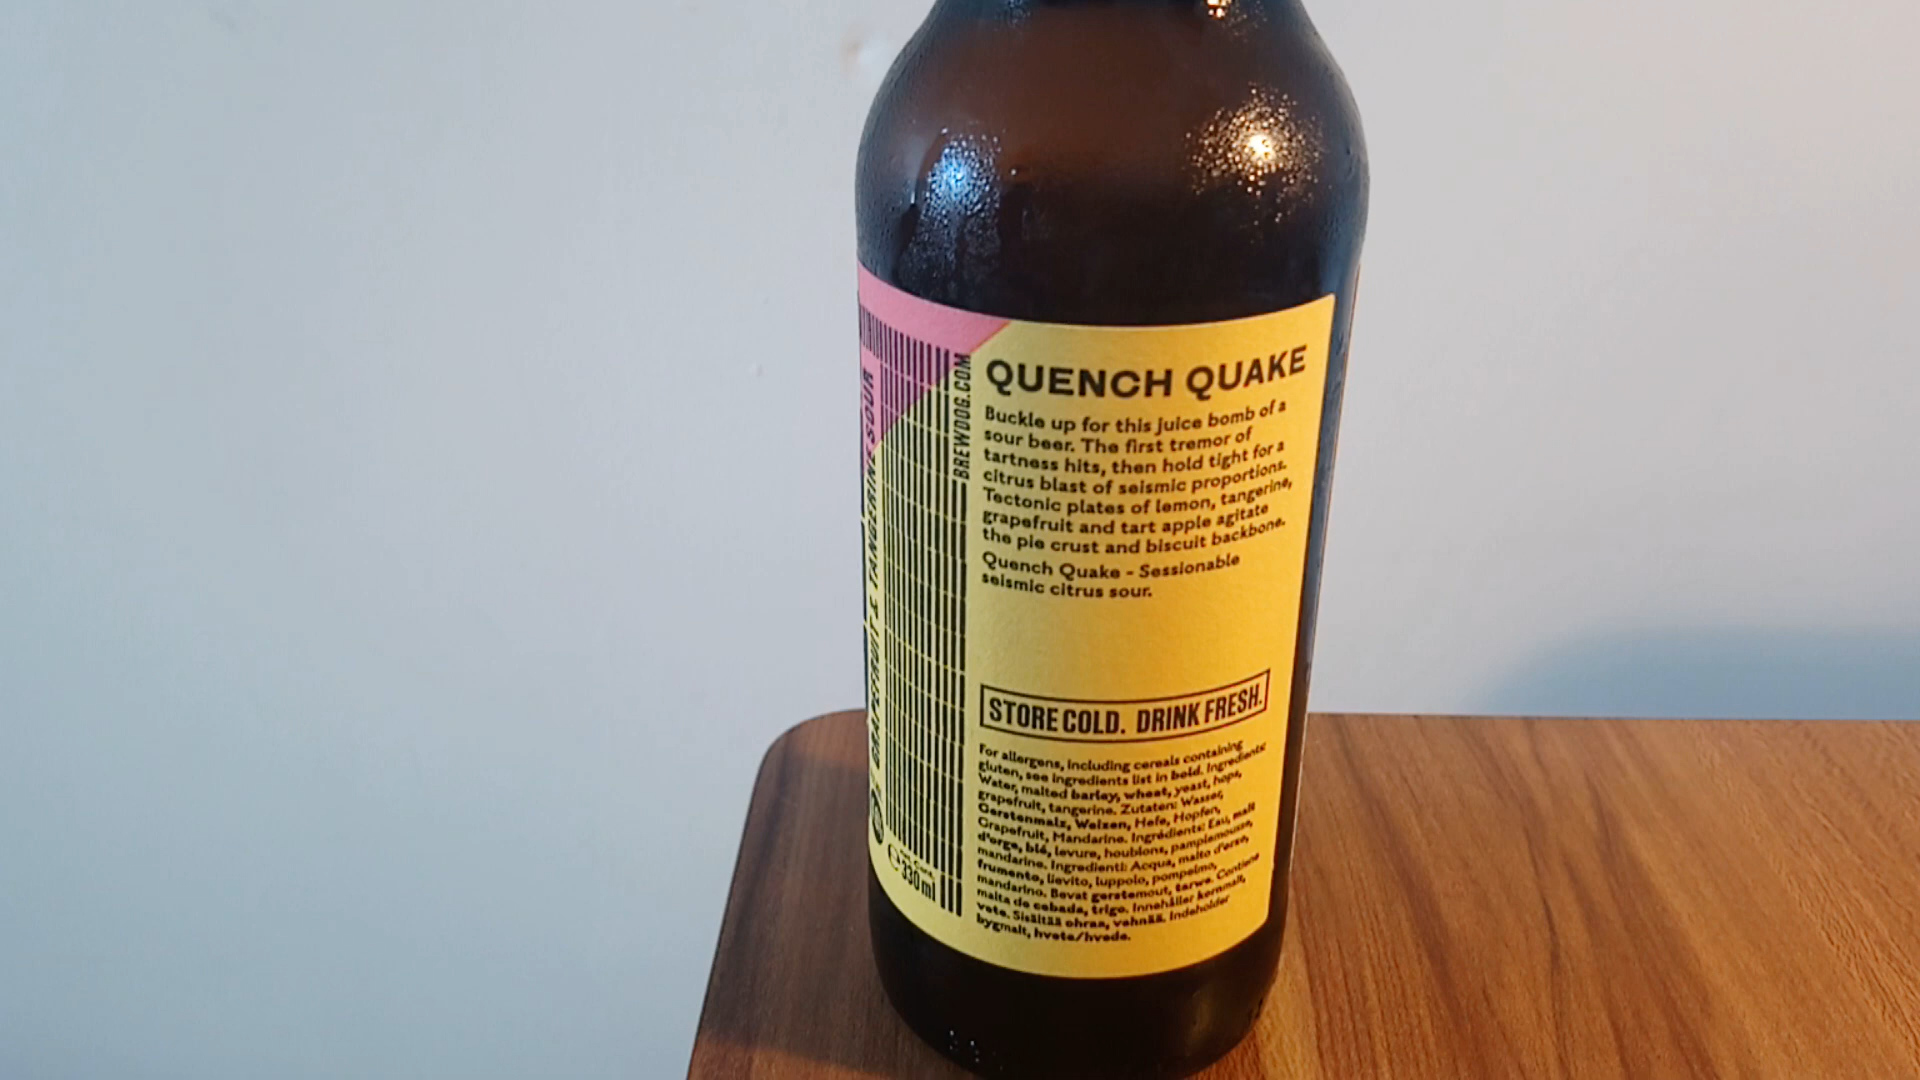 QUENCH QUAKE
Buckle up for this juice bomb of a
sour beer. The first tremor of
tartness hits, then hold tight for a
citrus blast of seismic proportions.
Tectonic plates of lemon, tangerine,
grapefruit and tart apple agitate
the pie crust and biscuit backbone.
Quench Quake - Sessionable
seismic citrus sour.
STORE COLD. DRINK FRESH.
For allergens, including cereals containing
gluten, see ingredients list in bold. Ingredients:
Water, malted barley, wheat, yeast, hops,
grapefruit, tangerine. Zutaten: Wasser,
Gerstenmalz, Weizen, Hefe, Hopfen,
Grapefruit, Mandarine. Ingrédients: Eau, malt
d'orge, blé, levure, houblons, pamplemousse,
mandarine. Ingredienti: Acqua, malto d'orzo,
frumento, lievito, luppolo, pompelmo,
mandarino. Bevat gerstemout, tarwe. Contiene
malta de cebada, trigo. Innehåller kornmalt,
vete. Sisältää ohraa, vehnää. Indeholder
bygmalt, hvete/hvede.
BREWDOG.COM
GRAPEFRUIT & TANGERINE SOUR
330ml